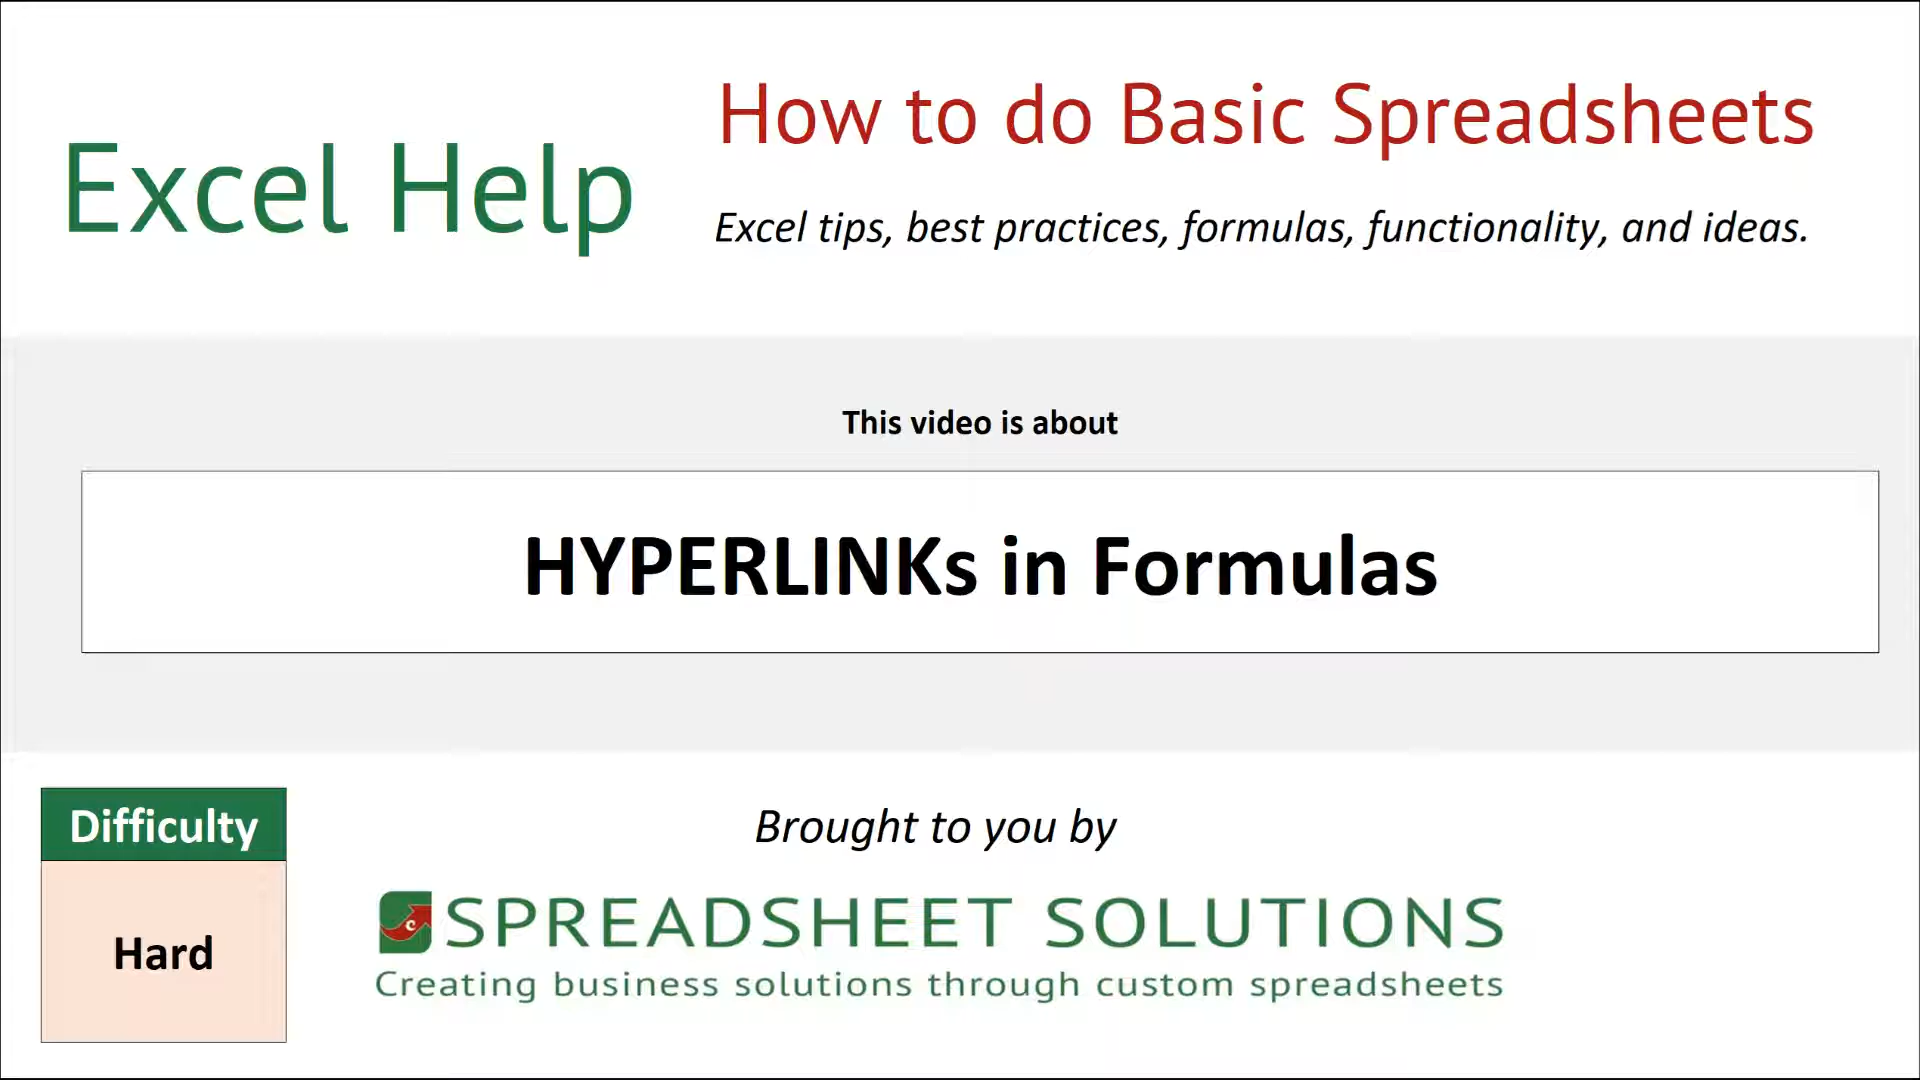 Excel Help
How to do Basic Spreadsheets
Excel tips, best practices, formulas, functionality, and ideas.
This video is about
HYPERLINKs in Formulas
Difficulty
Hard
Brought to you by
SPREADSHEET SOLUTIONS
Creating business solutions through custom spreadsheets